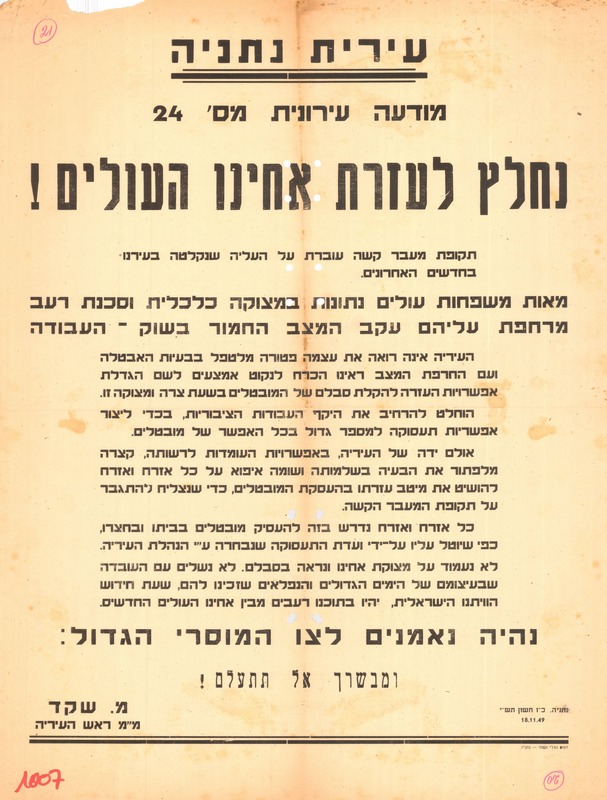 21
עירית נתניה
מודעה עירונית מס' 24
נחלץ לעזרת אחינו העולים!
תקופת מעבר קשה עוברת על העליה שנקלטה בעירנו
בחדשים האחרונים.
מאות משפחות עולים נתונות במצוקה כלכלית וסכנת רעב
מרחפת עליהם עקב המצב החמור בשוק - העבודה
העיריה אינה רואה את עצמה פטורה מלטפל בבעיות האבטלה
ועם החרפת המצב ראינו הכרח לנקוט אמצעים לשם הגדלת
אפשרויות העזרה להקלת סבלם של המובטלים בשעת צרה ומצוקה זו.
הוחלט להרחיב את היקף העבודות הציבוריות, בכדי ליצור
אפשריות תעסוקה למספר גדול בכל האפשר של מובטלים.
אולם ידה של העיריה, באפשרויות העומדות לרשותה, קצרה
מלפתור את הבעיה בשלמותה ושומה איפוא על כל אזרח ואזרח
להושיט את מיטב עזרתו בהעסקת המובטלים, כדי שנצליח להתגבר
על תקופת המעבר הקשה.
כל אזרח ואזרח נדרש בזה להעסיק מובטלים בביתו ובחצרו,
כפי שיוטל עליו על-ידי ועדת התעסוקה שנבחרה ע"י הנהלת העיריה.
לא נעמוד על מצוקת אחינו ונראה בסבלם. לא נשלים עם העובדה
שבעיצומם של הימים הגדולים והנפלאים שזכינו להם, שעת חידוש
הוויתנו הישראלית, יהיו בתוכנו רעבים מבין אחינו העולים החדשים.
נהיה נאמנים לצו המוסרי הגדול:
ומבשרך אל תתעלם!
מ. שקד
מ"מ ראש העיריה
נתניה, כ"ו חשון תש"י
18.11.49
1007